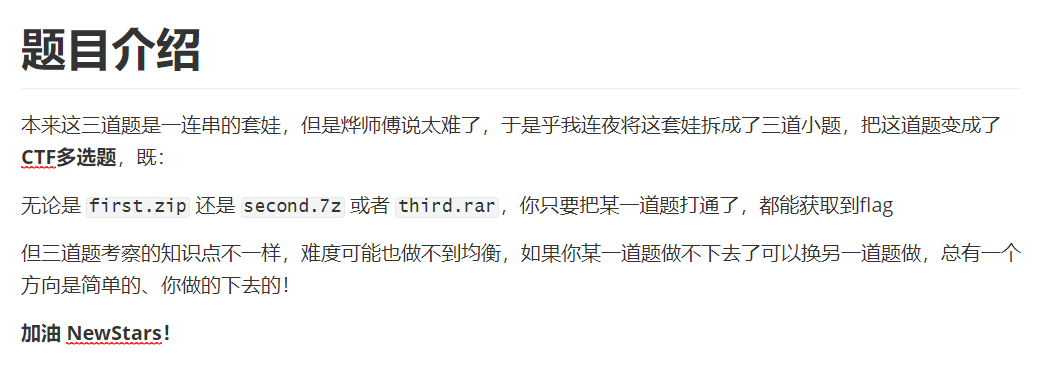 题目介绍
本来这三道题是一连串的套娃，但是烨师傅说太难了，于是乎我连夜将这套娃拆成了三道小题，把这道题变成了
CTF多选题，既：
无论是 first.zip 还是 second.7z 或者 third.rar，你只要把某一道题打通了，都能获取到flag
但三道题考察的知识点不一样，难度可能也做不到均衡，如果你某一道题做不下去了可以换另一道题做，总有一个
方向是简单的、你做的下去的！
加油 NewStars！